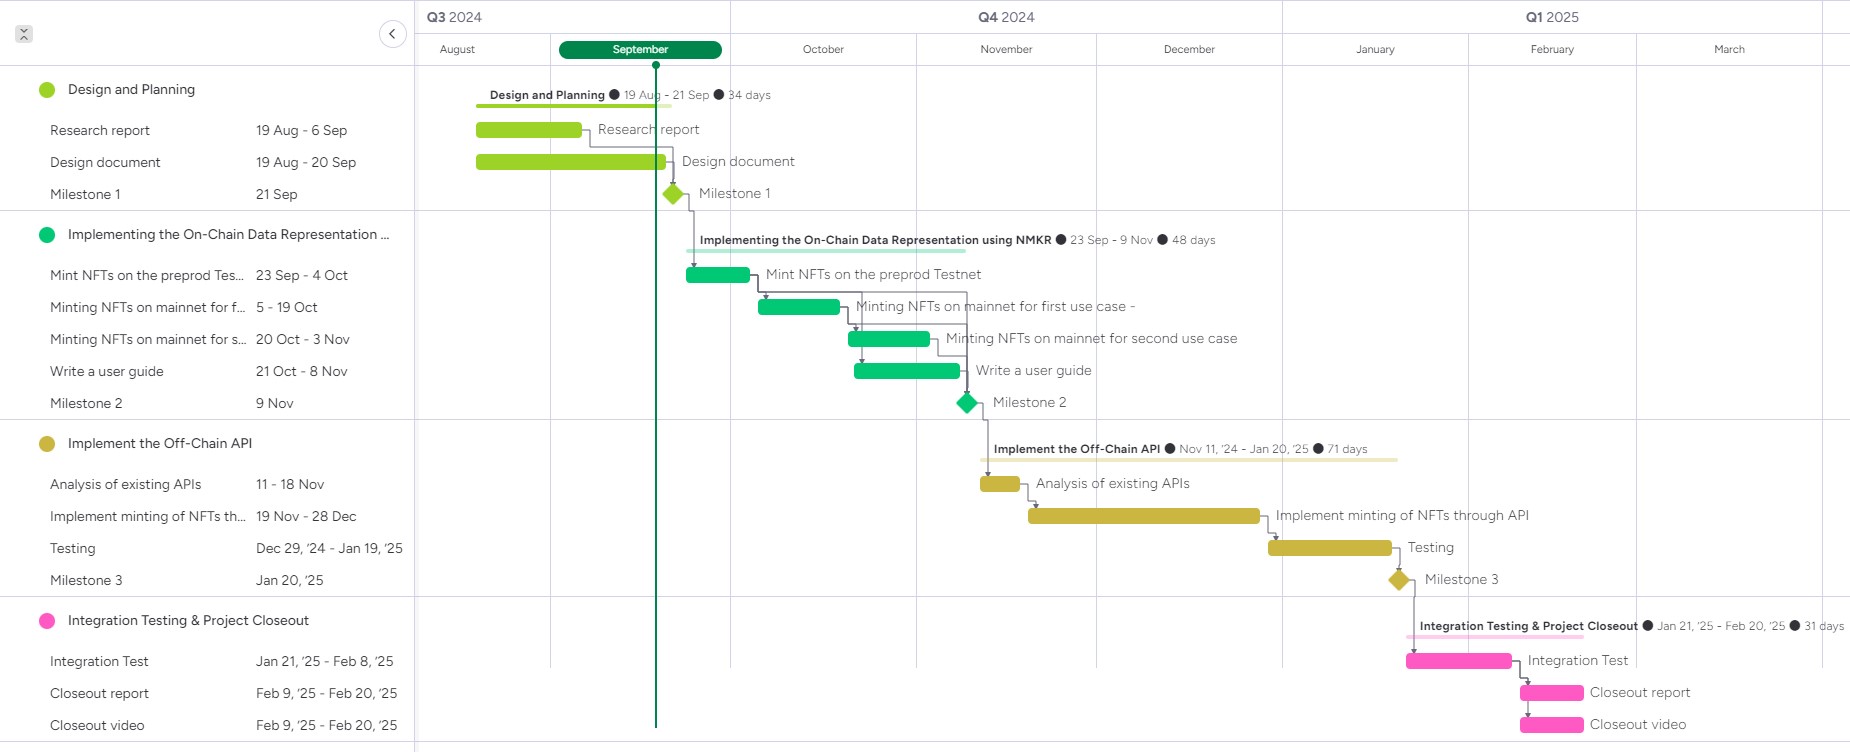 Q3 2024 Q4 2024 Q1 2025
August September October November December January February March
Design and Planning
Design and Planning ● 19 Aug - 21 Sep ● 34 days
Research report 19 Aug - 6 Sep Research report
Design document 19 Aug - 20 Sep Design document
Milestone 1 21 Sep Milestone 1
Implementing the On-Chain Data Representation ...
Implementing the On-Chain Data Representation using NMKR ● 23 Sep - 9 Nov ● 48 days
Mint NFTs on the preprod Tes... 23 Sep - 4 Oct Mint NFTs on the preprod Testnet
Minting NFTs on mainnet for f... 5 - 19 Oct Minting NFTs on mainnet for first use case -
Minting NFTs on mainnet for s... 20 Oct - 3 Nov Minting NFTs on mainnet for second use case
Write a user guide 21 Oct - 8 Nov Write a user guide
Milestone 2 9 Nov Milestone 2
Implement the Off-Chain API
Implement the Off-Chain API ● Nov 11, '24 - Jan 20, '25 ● 71 days
Analysis of existing APIs 11 - 18 Nov Analysis of existing APIs
Implement minting of NFTs th... 19 Nov - 28 Dec Implement minting of NFTs through API
Testing Dec 29, '24 - Jan 19, '25 Testing
Milestone 3 Jan 20, '25 Milestone 3
Integration Testing & Project Closeout
Integration Testing & Project Closeout ● Jan 21, '25 - Feb 20, '25 ● 31 days
Integration Test Jan 21, '25 - Feb 8, '25 Integration Test
Closeout report Feb 9, '25 - Feb 20, '25 Closeout report
Closeout video Feb 9, '25 - Feb 20, '25 Closeout video